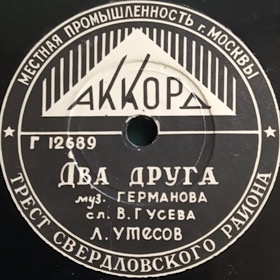 МЕСТНАЯ ПРОМЫШЛЕННОСТЬ г. МОСКВЫ
АККОРД
Г 12689
ДВА ДРУГА
муз. ГЕРМАНОВА
сл. В. ГУСЕВА
Л. УТЕСОВ
ТРЕСТ СВЕРДЛОВСКОГО РАЙОНА